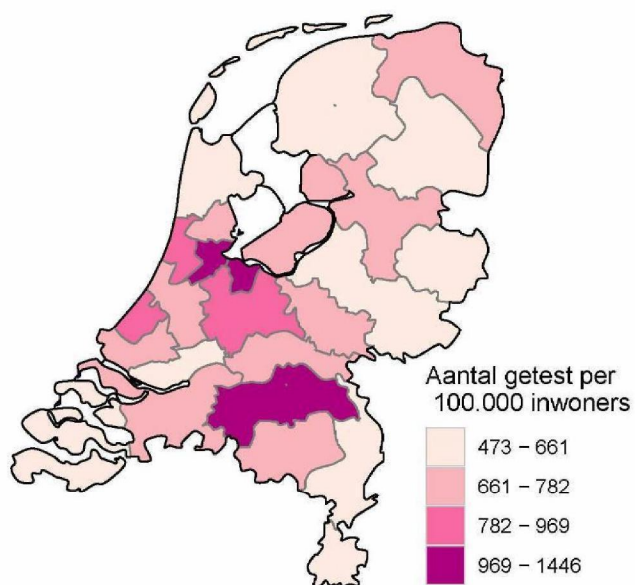 Aantal getest per
100.000 inwoners
473 – 661
661 – 782
782 – 969
969 – 1446